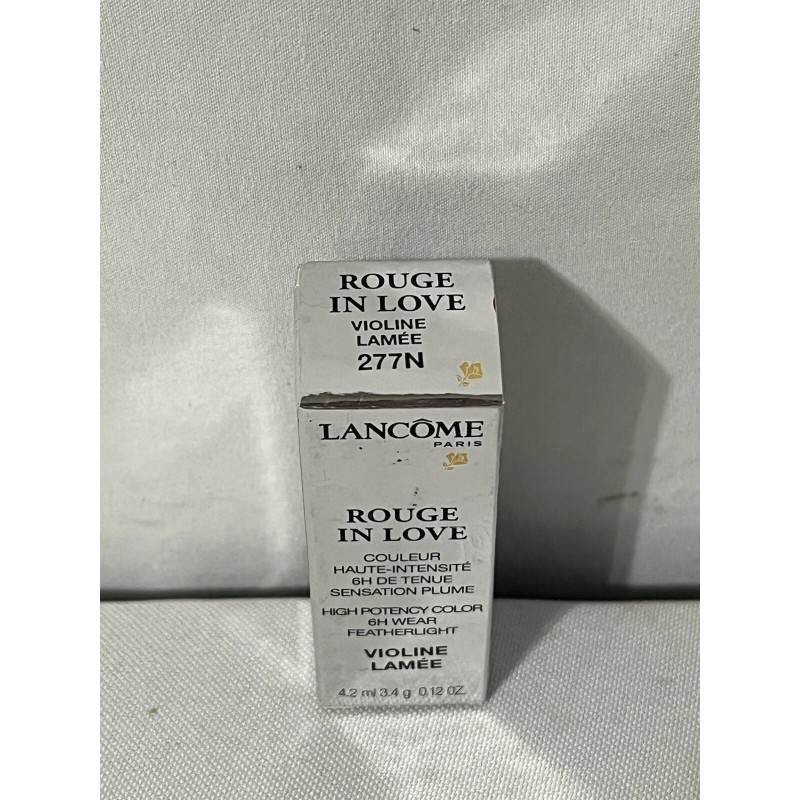 ROUGE
IN LOVE
VIOLINE
LAMÉE
277N
LANCÔME
PARIS
ROUGE
IN LOVE
COULEUR
HAUTE-INTENSITÉ
6H DE TENUE
SENSATION PLUME
HIGH POTENCY COLOR
6H WEAR
FEATHERLIGHT
VIOLINE
LAMÉE
4.2 ml 3.4 g 0.12 OZ.